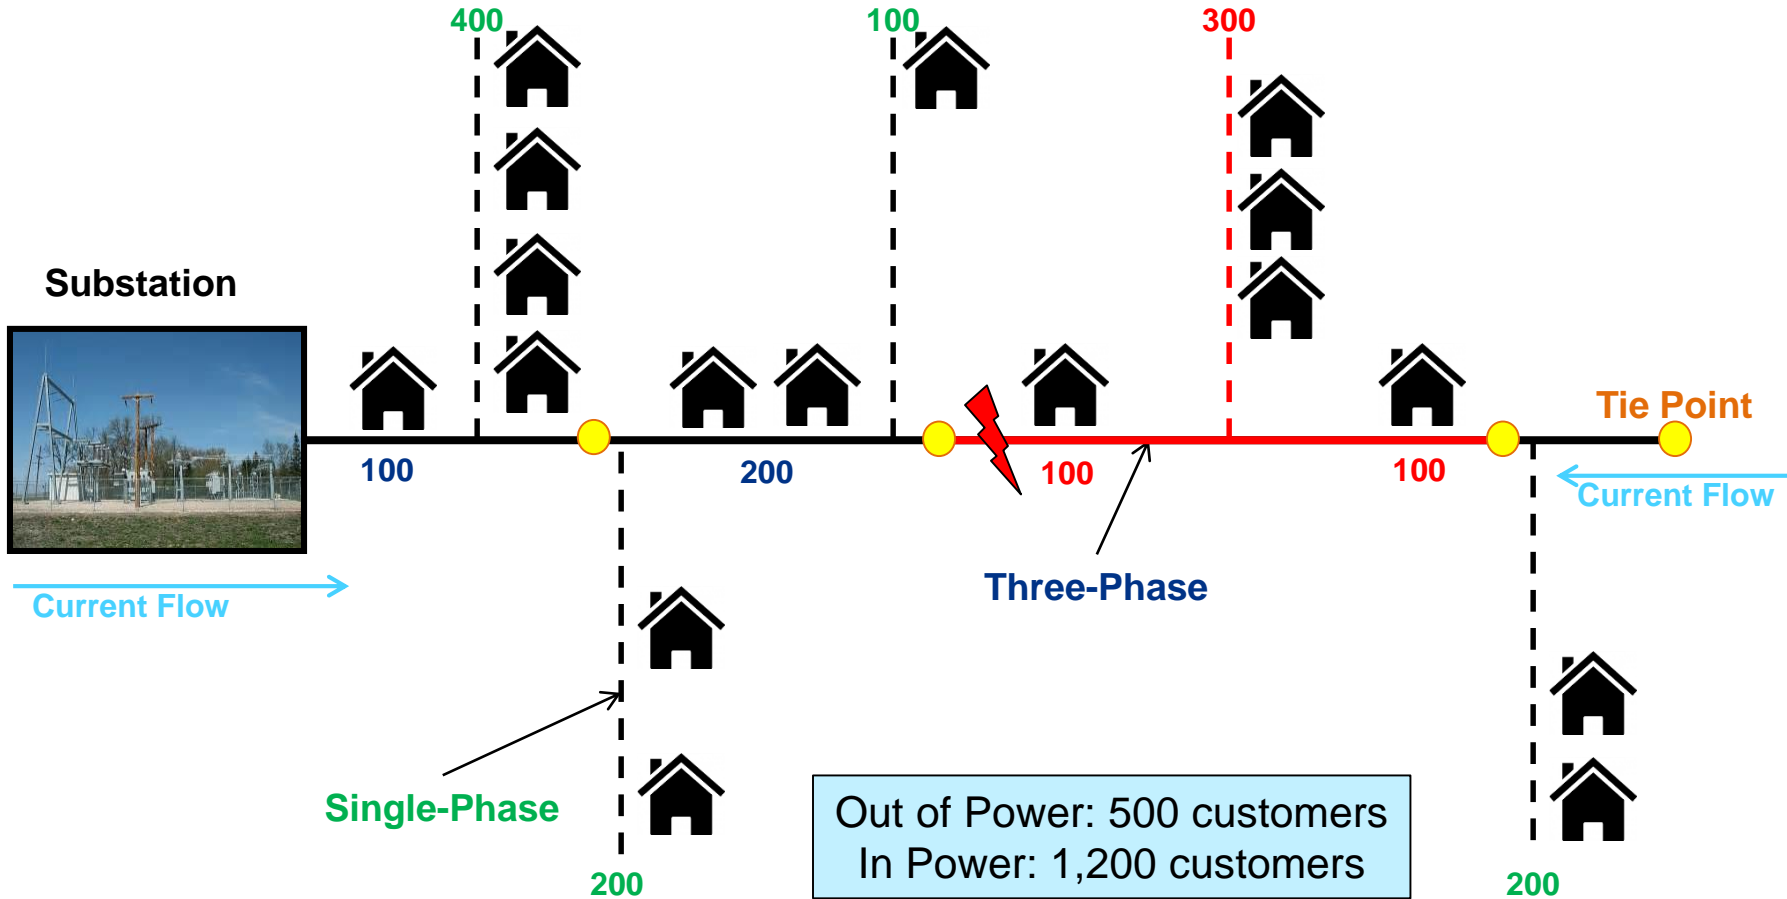 400
100
300
Substation
Tie Point
100
200
100
100
Current Flow
Current Flow
Three-Phase
Single-Phase
Out of Power: 500 customers
In Power: 1,200 customers
200
200